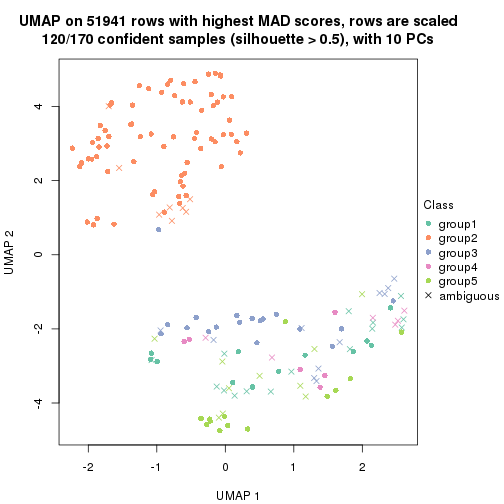 UMAP on 51941 rows with highest MAD scores, rows are scaled
120/170 confident samples (silhouette > 0.5), with 10 PCs
4
2
0
-2
-4
UMAP 2
-2
-1
0
1
2
UMAP 1
Class
group1
group2
group3
group4
group5
ambiguous